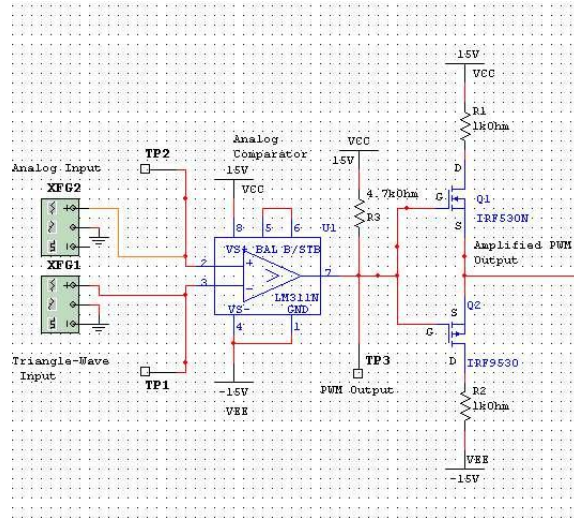 15V
VCC
R1
1kOhm
Analog
Comparator
VCC
15V
TP2
Analog Input
XFG2
15V
VCC
4.7kOhm
R3
D
G
Q1
S
IRF530N
8
5
6
U1
VS+
BAL
B/STB
Amplified PWM
Output
XFG1
2
3
7
LM311N
VS-
GND
4
1
S
Q2
G
D
IRF9530
Triangle-Wave
Input
TP1
TP3
PWM Output
-15V
VEE
R2
1kOhm
VEE
-15V